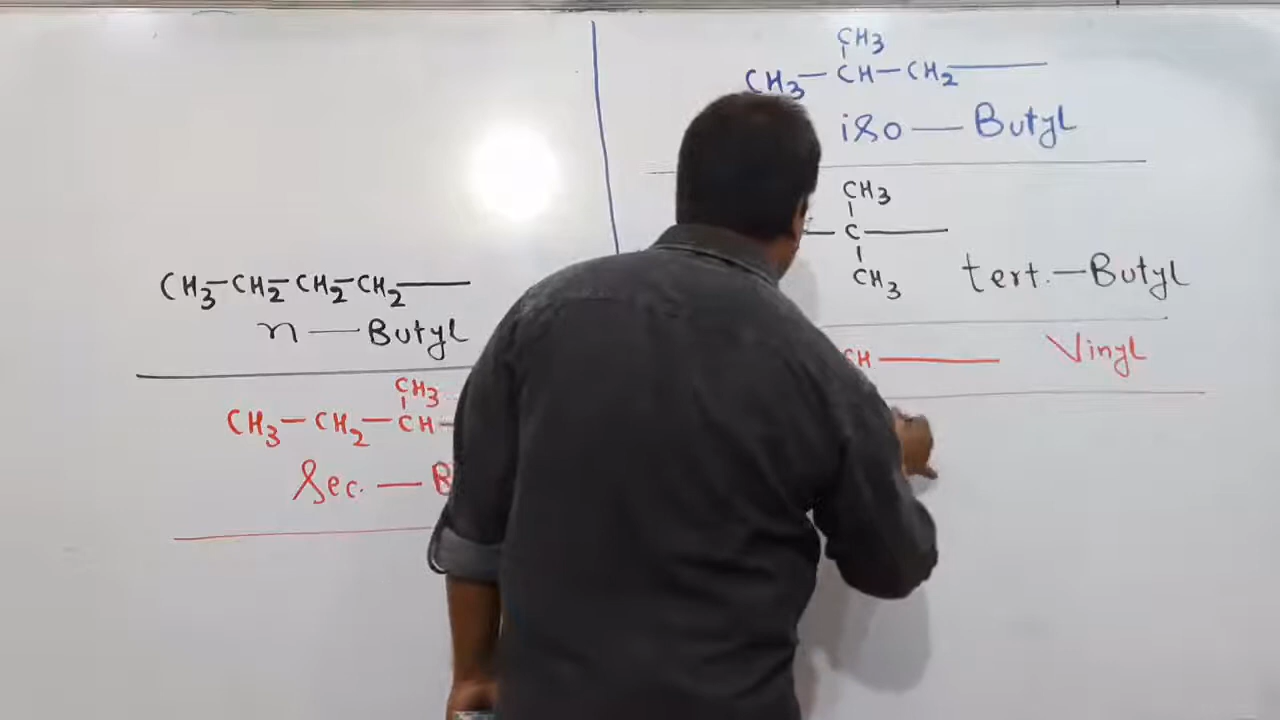 CH3-CH2-CH2-CH2—
n — Butyl
CH3
CH3-CH2-CH-
Sec. —
CH3
CH3-CH-CH2—
iso — Butyl
CH3
-C—
CH3
tert. — Butyl
CH— Vinyl